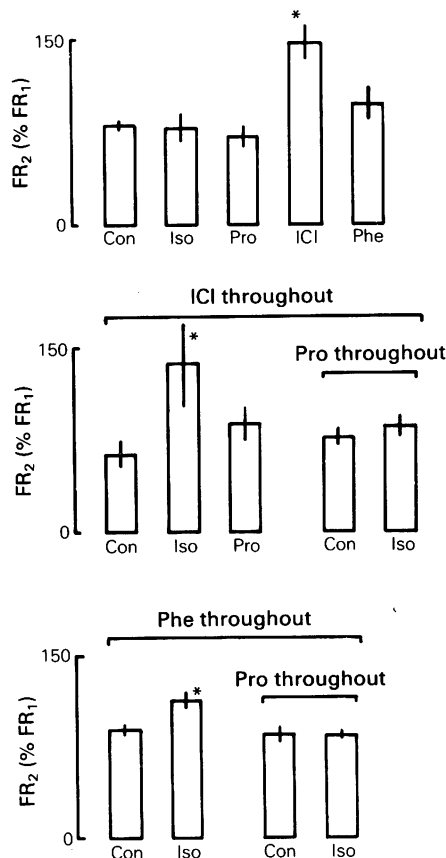 150
*
FR₂ (% FR₁)
0
Con Iso Pro ICI Phe
ICI throughout
150
*
Pro throughout
FR₂ (% FR₁)
0
Con Iso Pro Con Iso
Phe throughout
150
*
Pro throughout
FR₂ (% FR₁)
0
Con Iso Con Iso